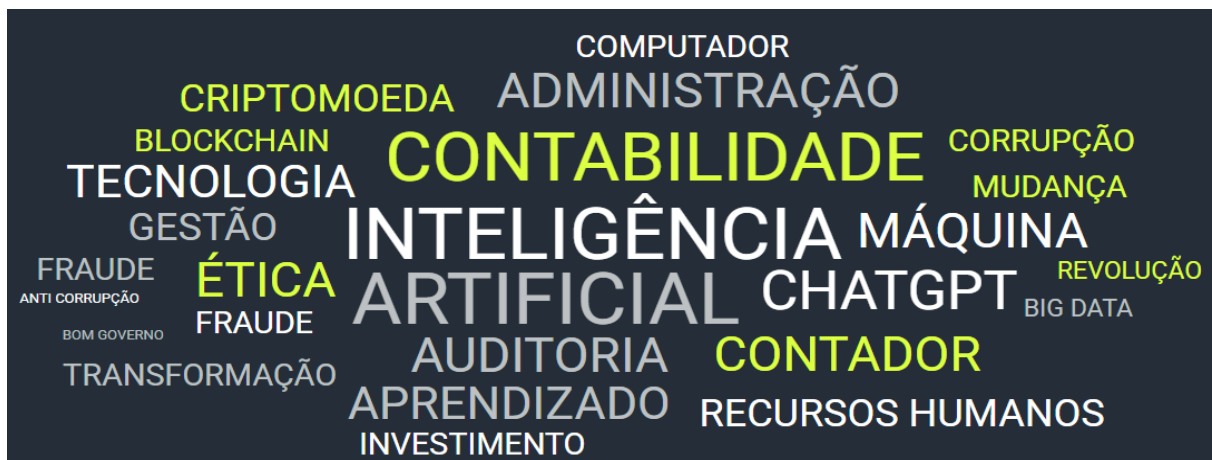 COMPUTADOR
CRIPTOMOEDA ADMINISTRAÇÃO
BLOCKCHAIN CONTABILIDADE CORRUPÇÃO
TECNOLOGIA MUDANÇA
GESTÃO INTELIGÊNCIA MÁQUINA
FRAUDE ÉTICA ARTIFICIAL CHATGPT REVOLUÇÃO
ANTI CORRUPÇÃO BIG DATA
BOM GOVERNO FRAUDE
TRANSFORMAÇÃO AUDITORIA CONTADOR
APRENDIZADO RECURSOS HUMANOS
INVESTIMENTO